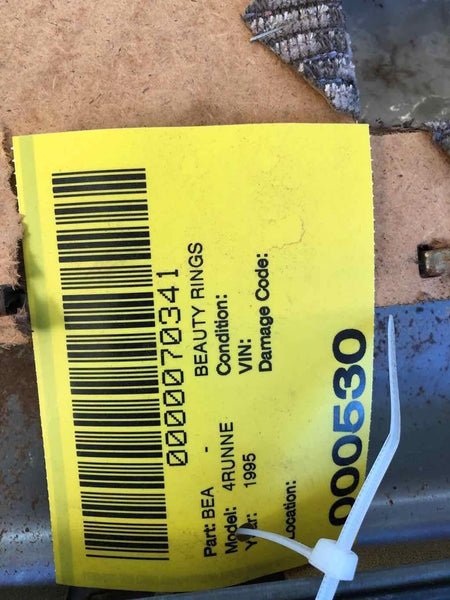 0000070341
Part: BEA - BEAUTY RINGS
Model: 4RUNNE Condition:
Year: 1995 VIN:
Damage Code:
Location:
000530